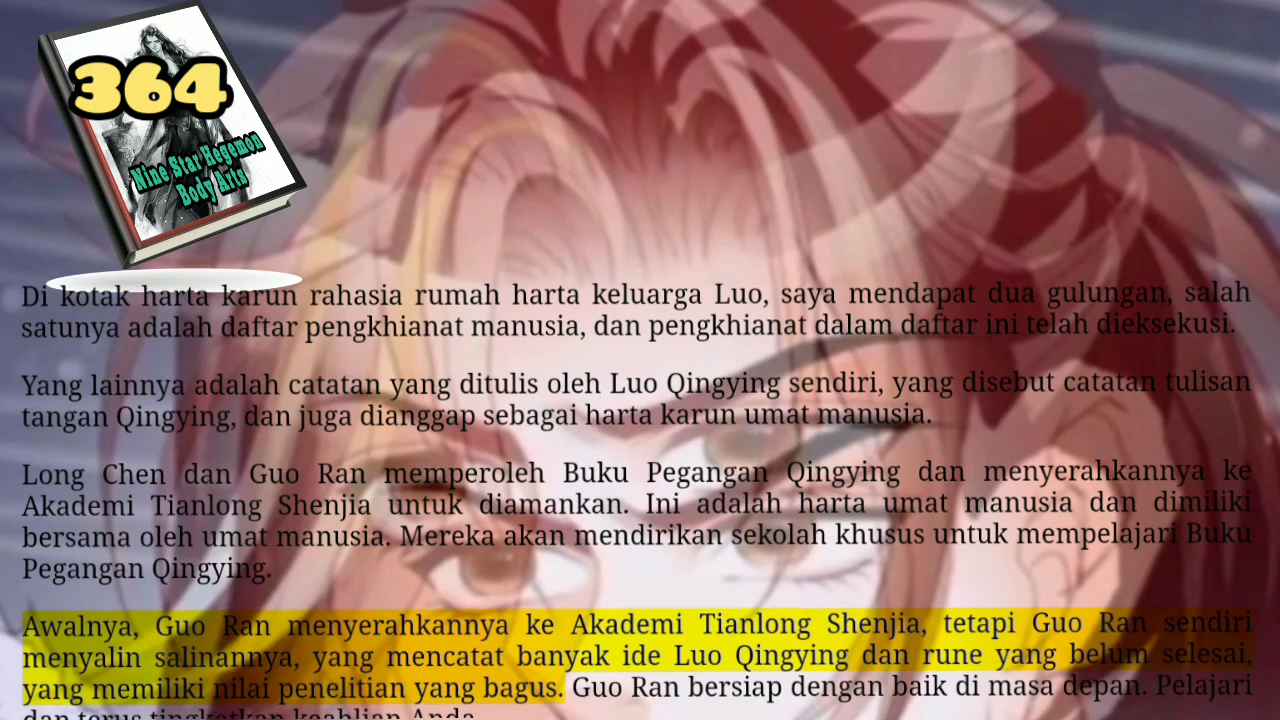 364
Nine Star Hegemon
Body Arts
Di kotak harta karun rahasia rumah harta keluarga Luo, saya mendapat dua gulungan, salah
satunya adalah daftar pengkhianat manusia, dan pengkhianat dalam daftar ini telah dieksekusi.
Yang lainnya adalah catatan yang ditulis oleh Luo Qingying sendiri, yang disebut catatan tulisan
tangan Qingying, dan juga dianggap sebagai harta karun umat manusia.
Long Chen dan Guo Ran memperoleh Buku Pegangan Qingying dan menyerahkannya ke
Akademi Tianlong Shenjia untuk diamankan. Ini adalah harta umat manusia dan dimiliki
bersama oleh umat manusia. Mereka akan mendirikan sekolah khusus untuk mempelajari Buku
Pegangan Qingying.
Awalnya, Guo Ran menyerahkannya ke Akademi Tianlong Shenjia, tetapi Guo Ran sendiri
menyalin salinannya, yang mencatat banyak ide Luo Qingying dan rune yang belum selesai,
yang memiliki nilai penelitian yang bagus. Guo Ran bersiap dengan baik di masa depan. Pelajari
dan terus tingkatkan keahlian Anda